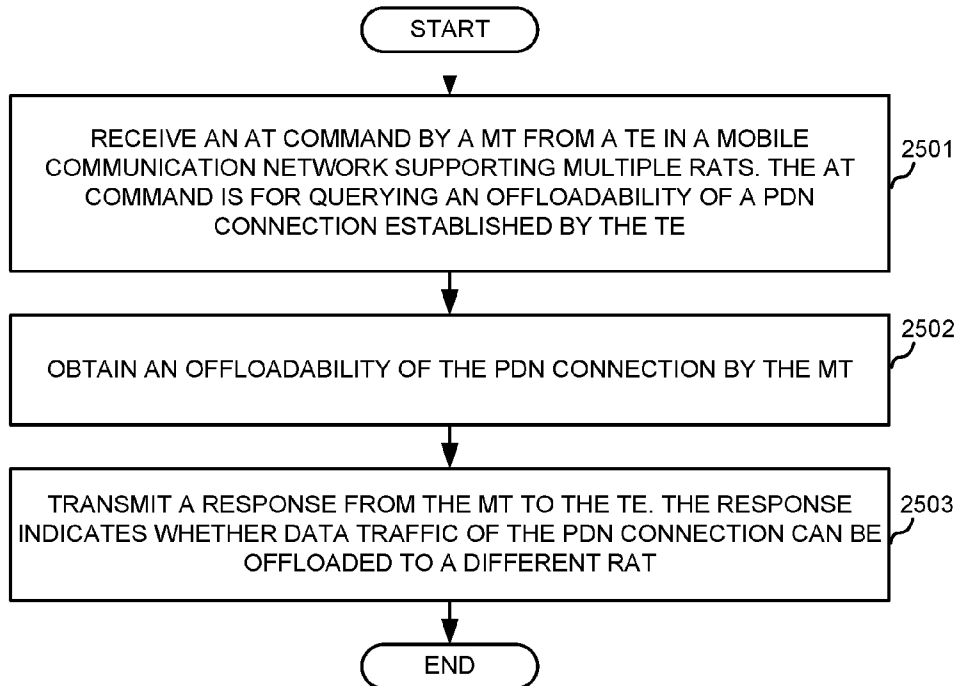 START
RECEIVE AN AT COMMAND BY A MT FROM A TE IN A MOBILE
COMMUNICATION NETWORK SUPPORTING MULTIPLE RATS. THE AT
COMMAND IS FOR QUERYING AN OFFLOADABILITY OF A PDN
CONNECTION ESTABLISHED BY THE TE
2501
OBTAIN AN OFFLOADABILITY OF THE PDN CONNECTION BY THE MT
2502
TRANSMIT A RESPONSE FROM THE MT TO THE TE. THE RESPONSE
INDICATES WHETHER DATA TRAFFIC OF THE PDN CONNECTION CAN BE
OFFLOADED TO A DIFFERENT RAT
2503
END